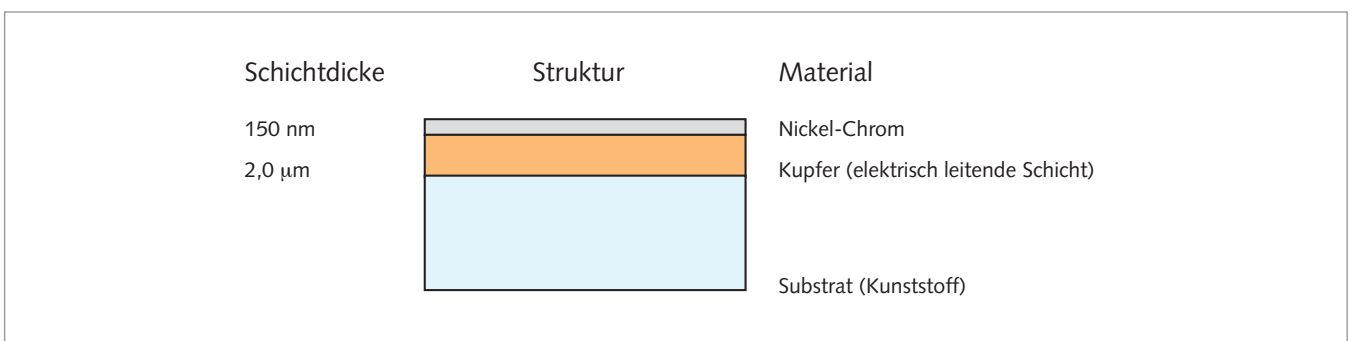 Schichtdicke Struktur Material
150 nm Nickel-Chrom
2,0 μm Kupfer (elektrisch leitende Schicht)
Substrat (Kunststoff)